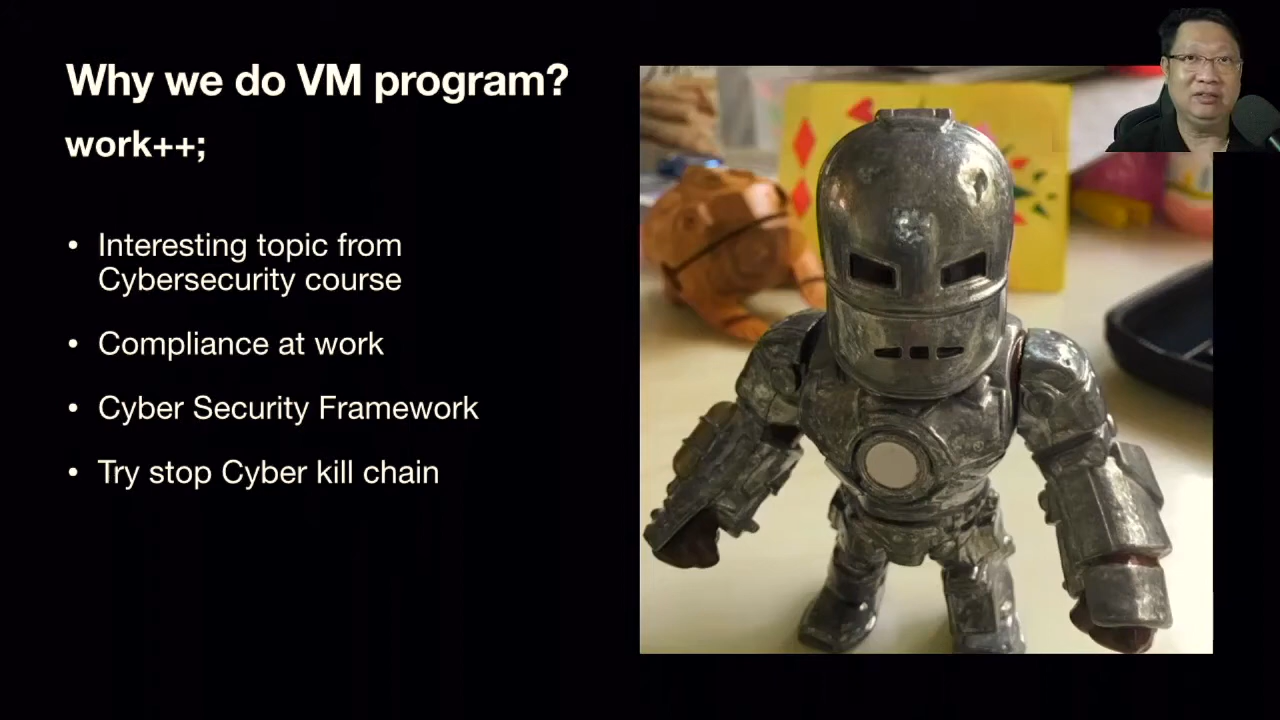 Why we do VM program?
work++;
• Interesting topic from
Cybersecurity course
• Compliance at work
• Cyber Security Framework
• Try stop Cyber kill chain